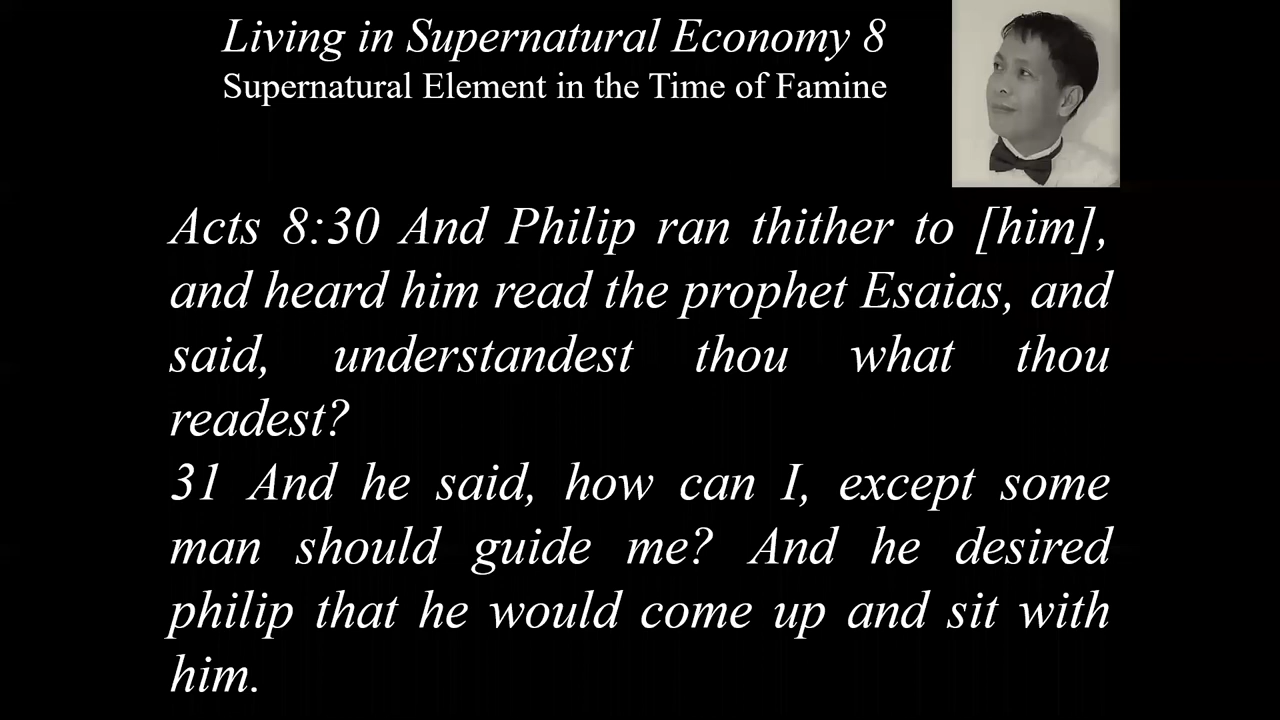 Living in Supernatural Economy 8
Supernatural Element in the Time of Famine
Acts 8:30 And Philip ran thither to [him],
and heard him read the prophet Esaias, and
said, understandest thou what thou
readest?
31 And he said, how can I, except some
man should guide me? And he desired
philip that he would come up and sit with
him.